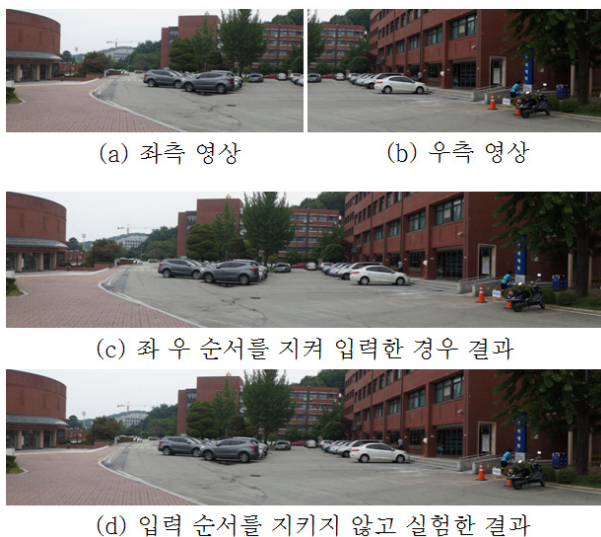 (a) 좌측 영상
(b) 우측 영상
(c) 좌 우 순서를 지켜 입력한 경우 결과
(d) 입력 순서를 지키지 않고 실험한 결과